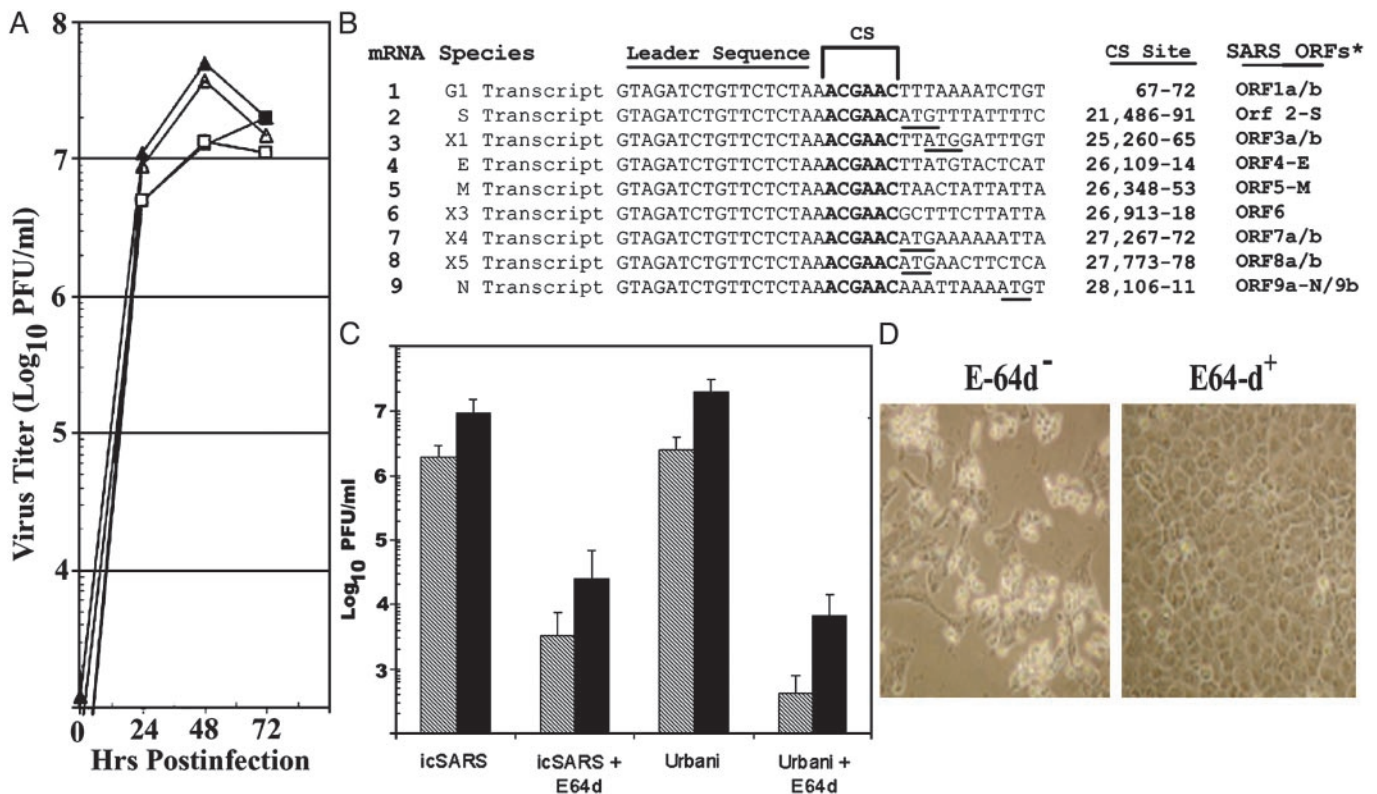 A
8
7
6
5
4
Virus Titer (Log10 PFU/ml)
0 24 48 72
Hrs Postinfection
B
CS
mRNA Species Leader Sequence CS Site SARS ORFs*
1 G1 Transcript GTAGATCTGTTCTCTAAACGAACTTTAAAATCTGT 67-72 ORF1a/b
2 S Transcript GTAGATCTGTTCTCTAAACGAACATGTTTATTTTC 21,486-91 Orf 2-S
3 X1 Transcript GTAGATCTGTTCTCTAAACGAACTTATGGATTTGT 25,260-65 ORF3a/b
4 E Transcript GTAGATCTGTTCTCTAAACGAACTTATGTACTCAT 26,109-14 ORF4-E
5 M Transcript GTAGATCTGTTCTCTAAACGAACTAACTATTATTA 26,348-53 ORF5-M
6 X3 Transcript GTAGATCTGTTCTCTAAACGAACGCTTTCTTATTA 26,913-18 ORF6
7 X4 Transcript GTAGATCTGTTCTCTAAACGAACATGAAAAAATTA 27,267-72 ORF7a/b
8 X5 Transcript GTAGATCTGTTCTCTAAACGAACATGAACTTCTCA 27,773-78 ORF8a/b
9 N Transcript GTAGATCTGTTCTCTAAACGAACAAATTAAAATGT 28,106-11 ORF9a-N/9b
C
7
6
5
4
3
Log10 PFU/ml
icSARS icSARS + E64d Urbani Urbani + E64d
D
E-64d- E64-d+